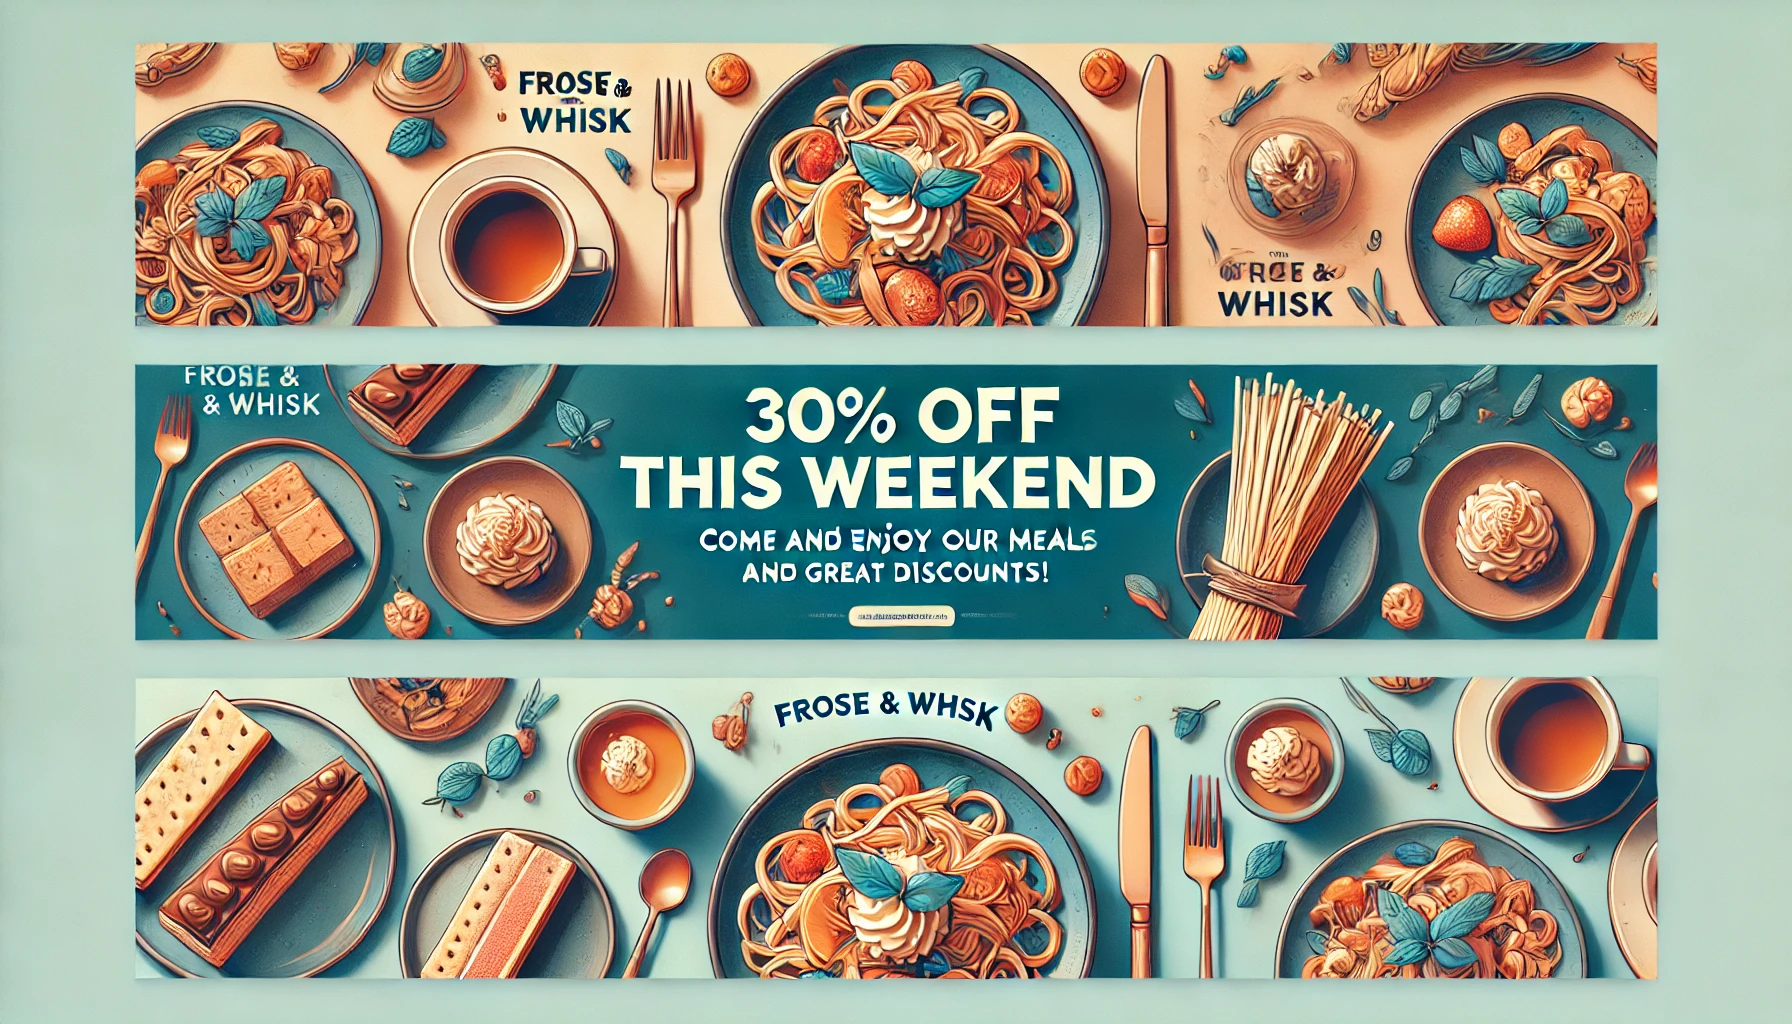 FROSE &
WHISK
WHISK
FROSE &
& WHISK
30% OFF
THIS WEEKEND
COME AND ENJOY OUR MEALS
AND GREAT DISCOUNTS!
FROSE & WHSK